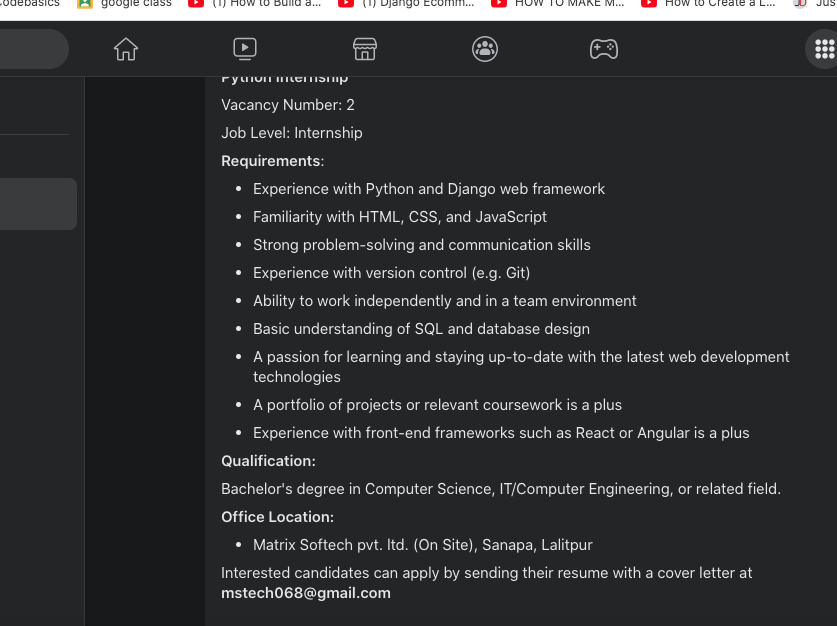 google class
(1) How to Build a...
(1) Django Ecomm...
HOW TO MAKE M...
How to Create a L...
Python Internship
Vacancy Number: 2
Job Level: Internship
Requirements:
Experience with Python and Django web framework
Familiarity with HTML, CSS, and JavaScript
Strong problem-solving and communication skills
Experience with version control (e.g. Git)
Ability to work independently and in a team environment
Basic understanding of SQL and database design
A passion for learning and staying up-to-date with the latest web development
technologies
A portfolio of projects or relevant coursework is a plus
Experience with front-end frameworks such as React or Angular is a plus
Qualification:
Bachelor's degree in Computer Science, IT/Computer Engineering, or related field.
Office Location:
Matrix Softech pvt. ltd. (On Site), Sanapa, Lalitpur
Interested candidates can apply by sending their resume with a cover letter at
mstech068@gmail.com